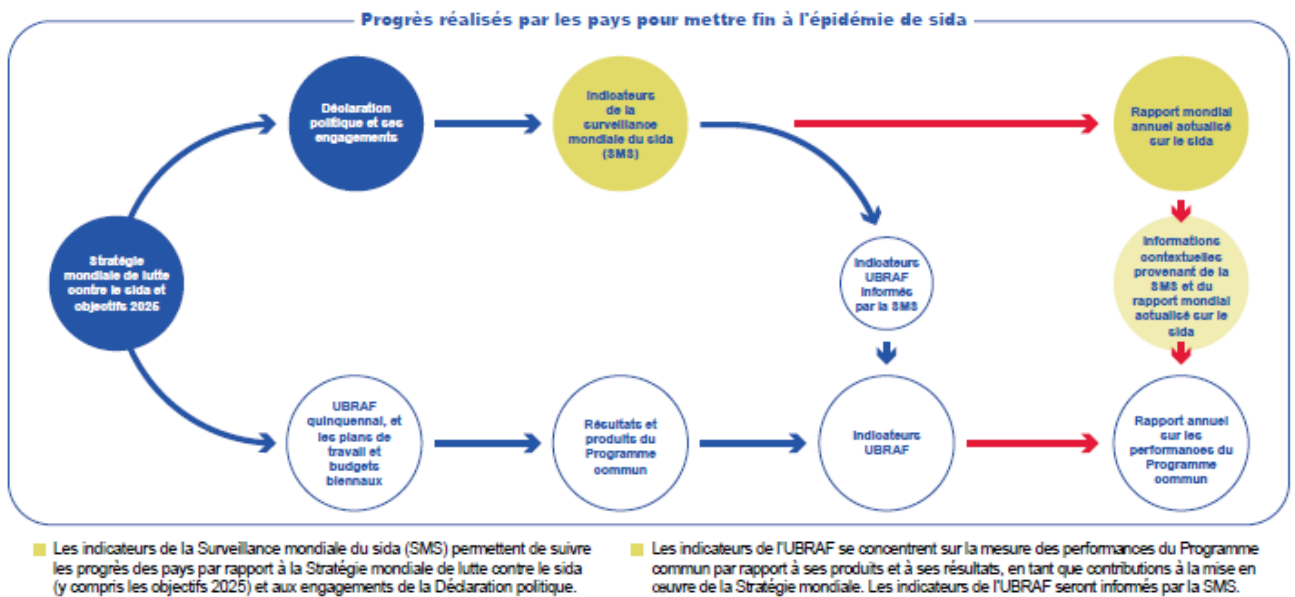 Progrès réalisés par les pays pour mettre fin à l'épidémie de sida
Déclaration
politique et ses
engagements
Indicateurs
de la
surveillance
mondiale du sida
(SMS)
Rapport mondial
annuel actualisé
sur le sida
Stratégie
mondiale de lutte
contre le sida et
objectifs 2025
Indicateurs
UBRAF
informés
par la SMS
Informations
contextuelles
provenant de la
SMS et du
rapport mondial
actualisé sur le
sida
UBRAF
quinquennal, et
les plans de
travail et
budgets
biennaux
Résultats et
produits du
Programme
commun
Indicateurs
UBRAF
Rapport annuel
sur les
performances du
Programme
commun
Les indicateurs de la Surveillance mondiale du sida (SMS) permettent de suivre
les progrès des pays par rapport à la Stratégie mondiale de lutte contre le sida
(y compris les objectifs 2025) et aux engagements de la Déclaration politique.
Les indicateurs de l'UBRAF se concentrent sur la mesure des performances du Programme
commun par rapport à ses produits et à ses résultats, en tant que contributions à la mise en
œuvre de la Stratégie mondiale. Les indicateurs de l'UBRAF seront informés par la SMS.